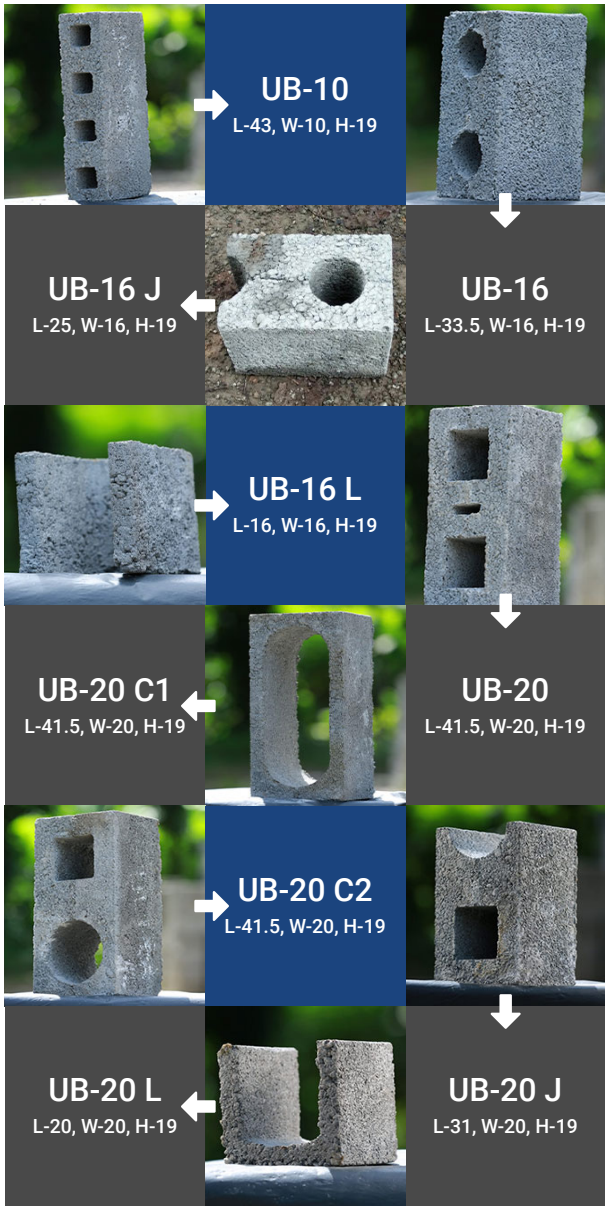 UB-10
L-43, W-10, H-19
UB-16 J
L-25, W-16, H-19
UB-16
L-33.5, W-16, H-19
UB-16 L
L-16, W-16, H-19
UB-20 C1
L-41.5, W-20, H-19
UB-20
L-41.5, W-20, H-19
UB-20 C2
L-41.5, W-20, H-19
UB-20 L
L-20, W-20, H-19
UB-20 J
L-31, W-20, H-19